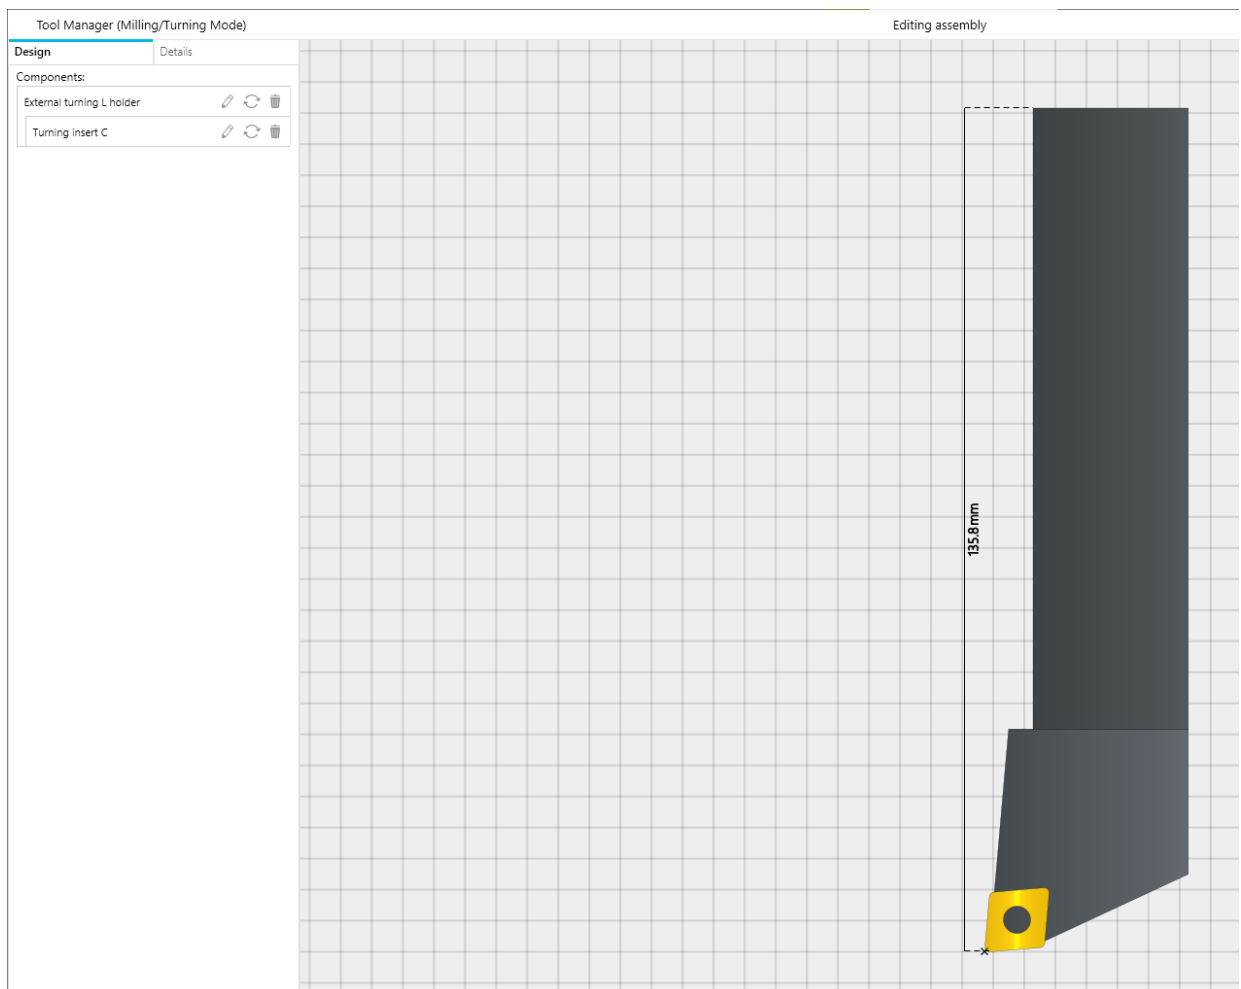 Tool Manager (Milling/Turning Mode)
Editing assembly
Design
Details
Components:
External turning L holder
Turning insert C
135.8mm